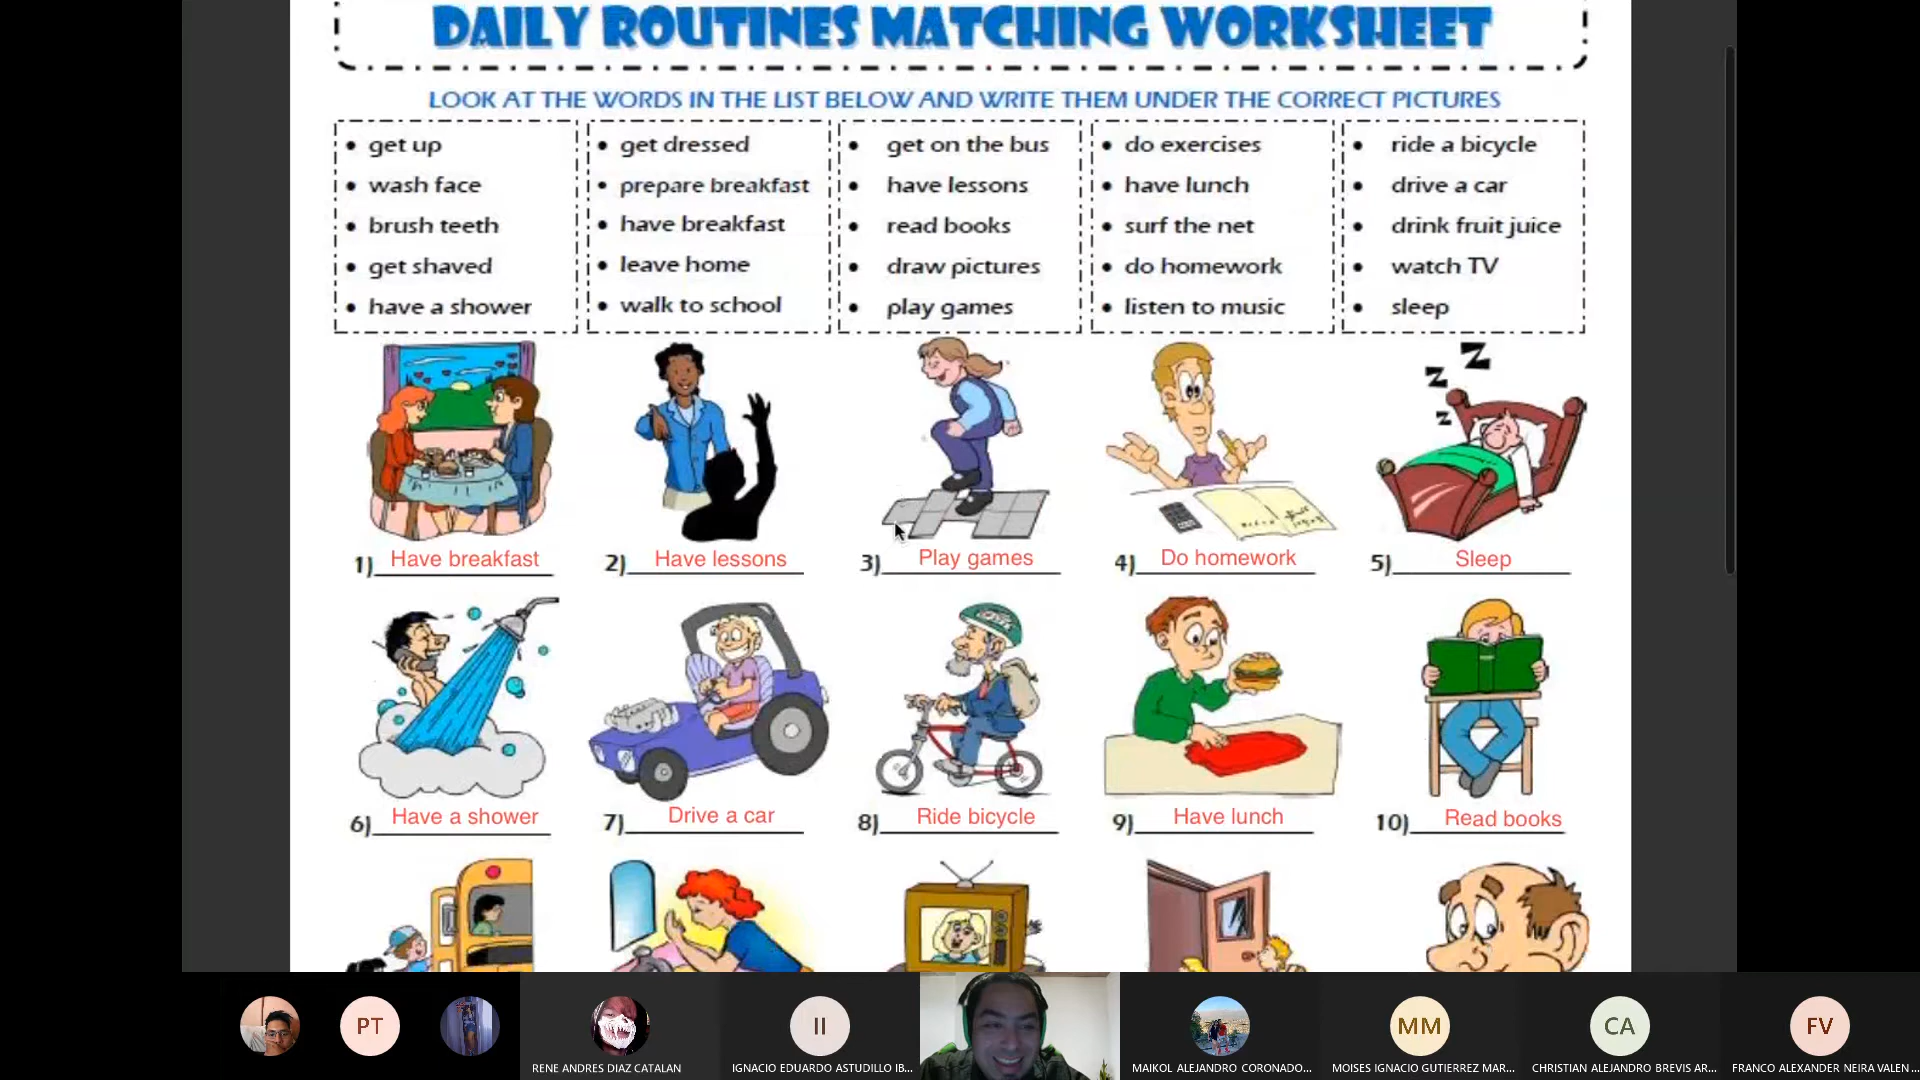 DAILY ROUTINES MATCHING WORKSHEET
LOOK AT THE WORDS IN THE LIST BELOW AND WRITE THEM UNDER THE CORRECT PICTURES
• get up
• wash face
• brush teeth
• get shaved
• have a shower
• get dressed
• prepare breakfast
• have breakfast
• leave home
• walk to school
• get on the bus
• have lessons
• read books
• draw pictures
• play games
• do exercises
• have lunch
• surf the net
• do homework
• listen to music
• ride a bicycle
• drive a car
• drink fruit juice
• watch TV
• sleep
z z z
1) Have breakfast
2) Have lessons
3) Play games
4) Do homework
5) Sleep
6) Have a shower
7) Drive a car
8) Ride bicycle
9) Have lunch
10) Read books
PT
II
MM
CA
FV
RENE ANDRES DIAZ CATALAN
IGNACIO EDUARDO ASTUDILLO IB...
MAIKOL ALEJANDRO CORONADO...
MOISES IGNACIO GUTIERREZ MAR...
CHRISTIAN ALEJANDRO BREVIS AR...
FRANCO ALEXANDER NEIRA VALEN...